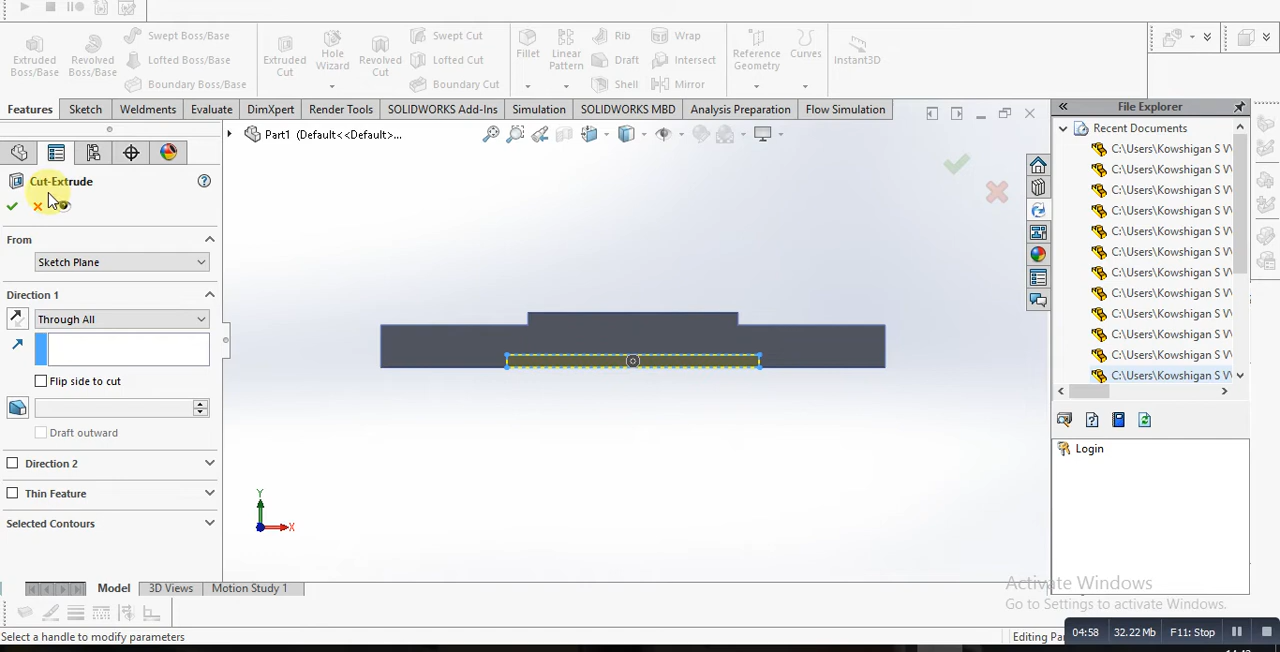 Extruded Boss/Base
Revolved Boss/Base
Swept Boss/Base
Lofted Boss/Base
Boundary Boss/Base
Extruded Cut
Hole Wizard
Revolved Cut
Swept Cut
Lofted Cut
Boundary Cut
Fillet
Linear Pattern
Rib
Draft
Shell
Wrap
Intersect
Mirror
Reference Geometry
Curves
Instant3D
Features
Sketch
Weldments
Evaluate
DimXpert
Render Tools
SOLIDWORKS Add-Ins
Simulation
SOLIDWORKS MBD
Analysis Preparation
Flow Simulation
Part1 (Default<<Default>...
Cut-Extrude
From
Sketch Plane
Direction 1
Through All
Flip side to cut
Draft outward
Direction 2
Thin Feature
Selected Contours
Y
X
File Explorer
Recent Documents
C:\Users\Kowshigan S V\
C:\Users\Kowshigan S V\
C:\Users\Kowshigan S V\
C:\Users\Kowshigan S V\
C:\Users\Kowshigan S V\
C:\Users\Kowshigan S V\
C:\Users\Kowshigan S V\
C:\Users\Kowshigan S V\
C:\Users\Kowshigan S V\
C:\Users\Kowshigan S V\
C:\Users\Kowshigan S V\
C:\Users\Kowshigan S V\
Login
Model
3D Views
Motion Study 1
Activate Windows
Go to Settings to activate Windows.
Select a handle to modify parameters
Editing Pa
04:58
32.22 Mb
F11: Stop